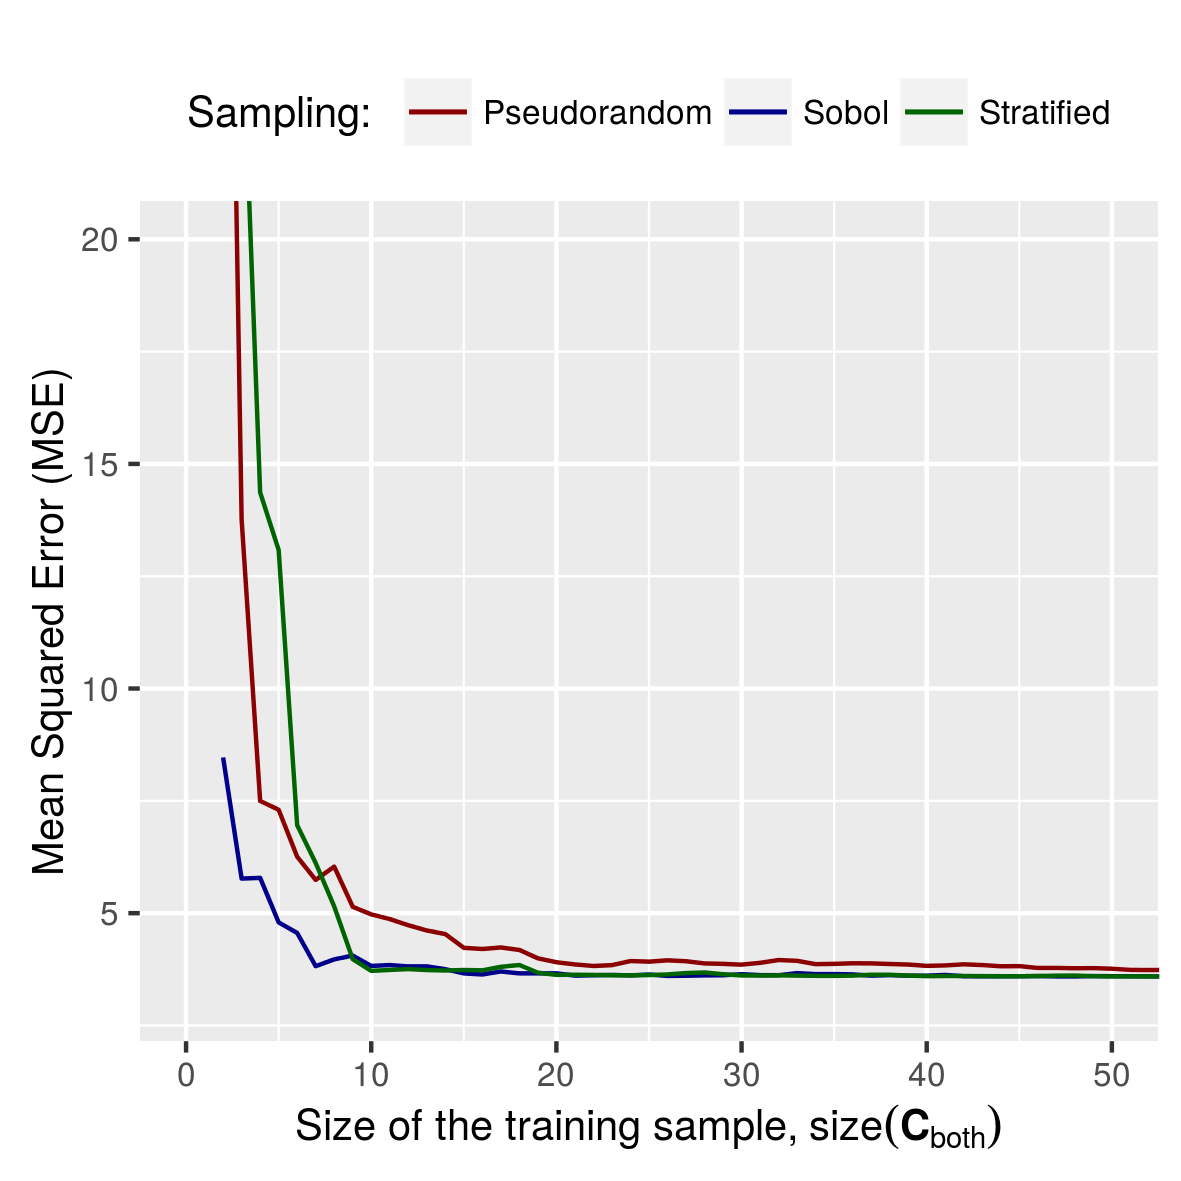 Sampling: Pseudorandom Sobol Stratified
Mean Squared Error (MSE)
20
15
10
5
0 10 20 30 40 50
Size of the training sample, size(C_both)